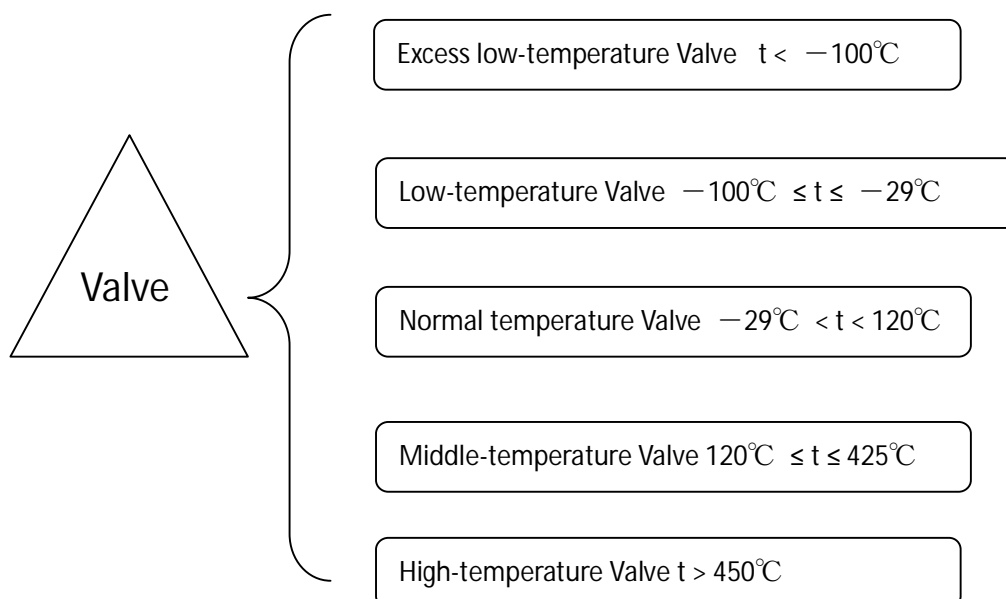 Excess low-temperature Valve t < －100℃
Low-temperature Valve －100℃ ≤ t ≤ －29℃
Valve
Normal temperature Valve －29℃ < t < 120℃
Middle-temperature Valve 120℃ ≤ t ≤ 425℃
High-temperature Valve t > 450℃